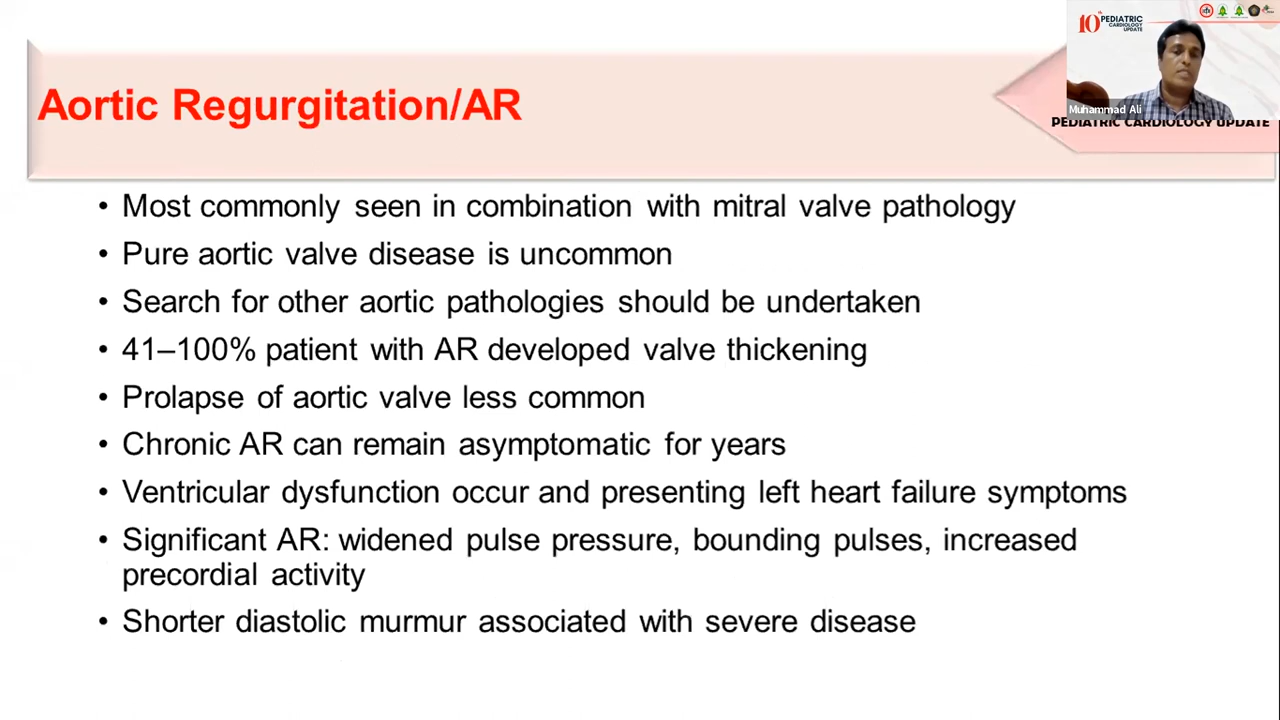 Aortic Regurgitation/AR
10th PEDIATRIC
CARDIOLOGY
UPDATE
Muhammad Ali
PEDIATRIC CARDIOLOGY UPDATE
• Most commonly seen in combination with mitral valve pathology
• Pure aortic valve disease is uncommon
• Search for other aortic pathologies should be undertaken
• 41–100% patient with AR developed valve thickening
• Prolapse of aortic valve less common
• Chronic AR can remain asymptomatic for years
• Ventricular dysfunction occur and presenting left heart failure symptoms
• Significant AR: widened pulse pressure, bounding pulses, increased
precordial activity
• Shorter diastolic murmur associated with severe disease